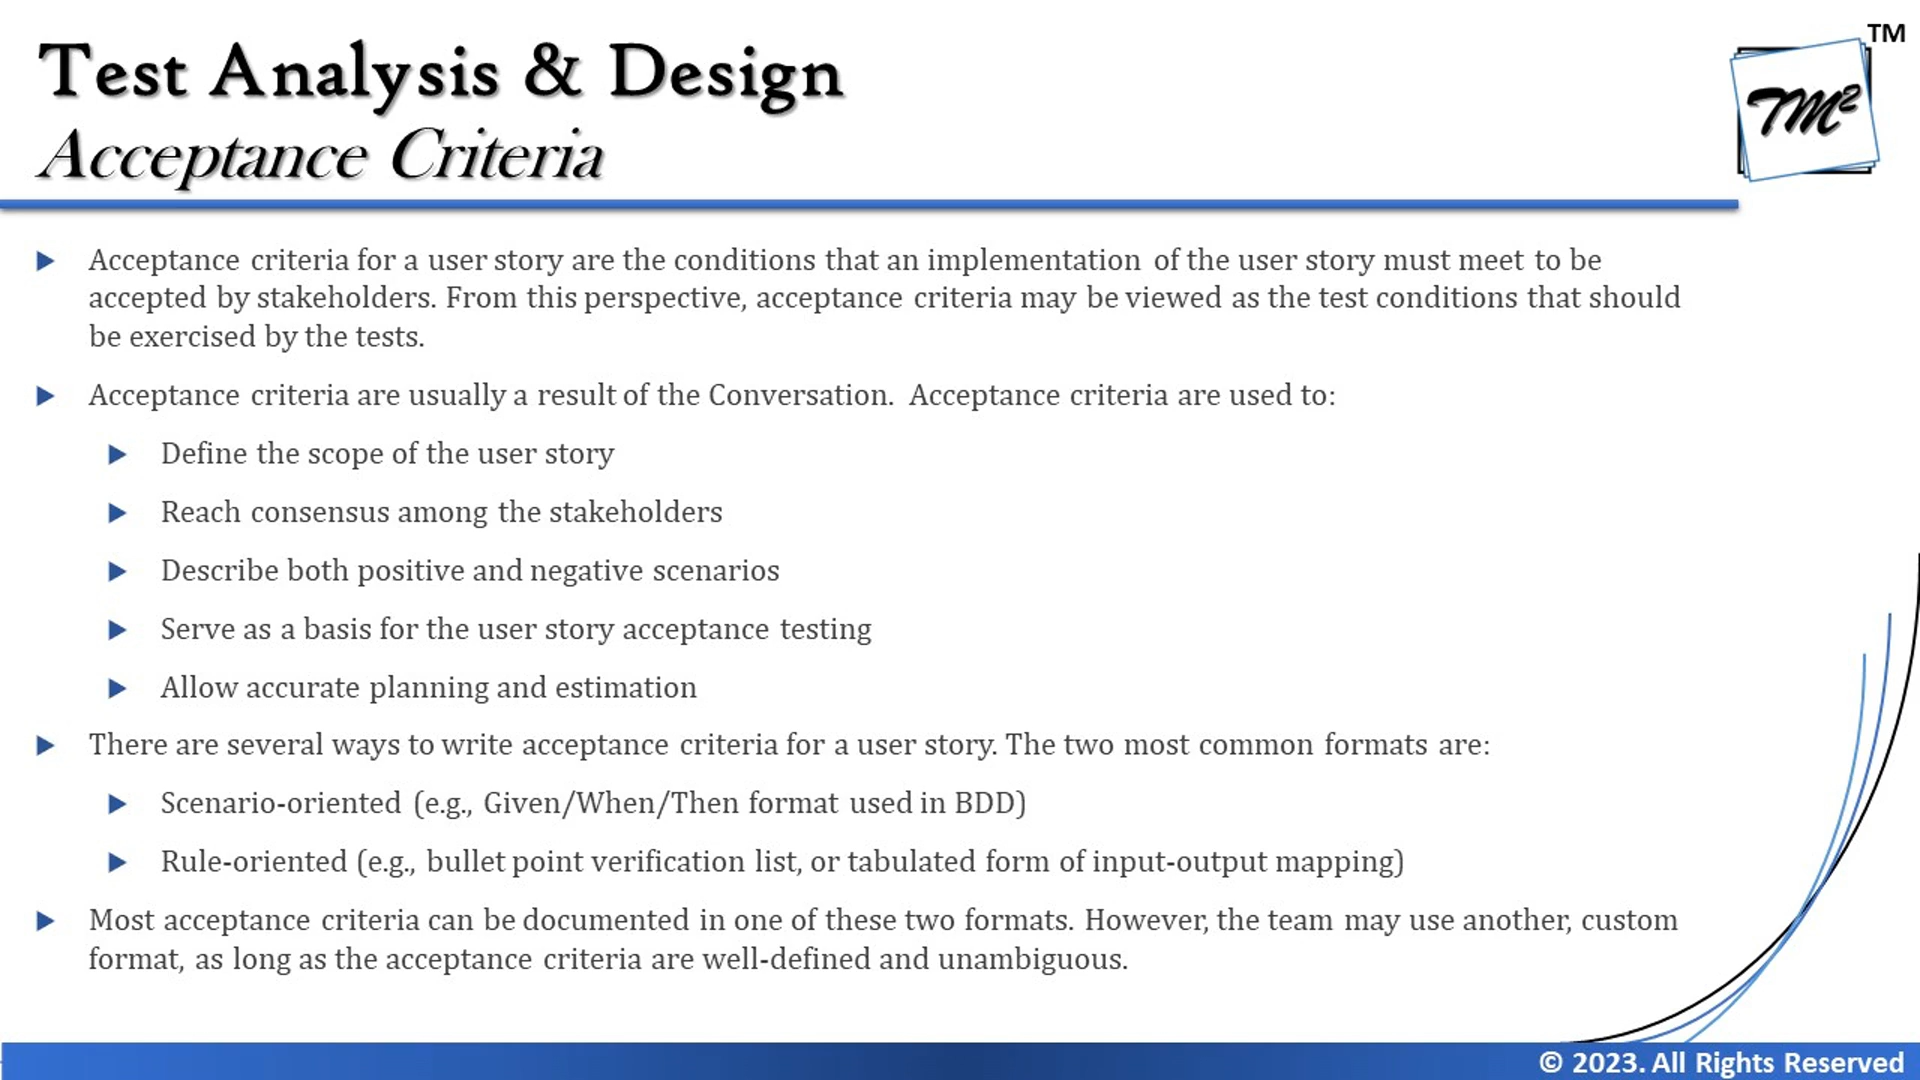 Test Analysis & Design
Acceptance Criteria
TM
TM²
Acceptance criteria for a user story are the conditions that an implementation of the user story must meet to be
accepted by stakeholders. From this perspective, acceptance criteria may be viewed as the test conditions that should
be exercised by the tests.
Acceptance criteria are usually a result of the Conversation. Acceptance criteria are used to:
Define the scope of the user story
Reach consensus among the stakeholders
Describe both positive and negative scenarios
Serve as a basis for the user story acceptance testing
Allow accurate planning and estimation
There are several ways to write acceptance criteria for a user story. The two most common formats are:
Scenario-oriented (e.g., Given/When/Then format used in BDD)
Rule-oriented (e.g., bullet point verification list, or tabulated form of input-output mapping)
Most acceptance criteria can be documented in one of these two formats. However, the team may use another, custom
format, as long as the acceptance criteria are well-defined and unambiguous.
© 2023. All Rights Reserved